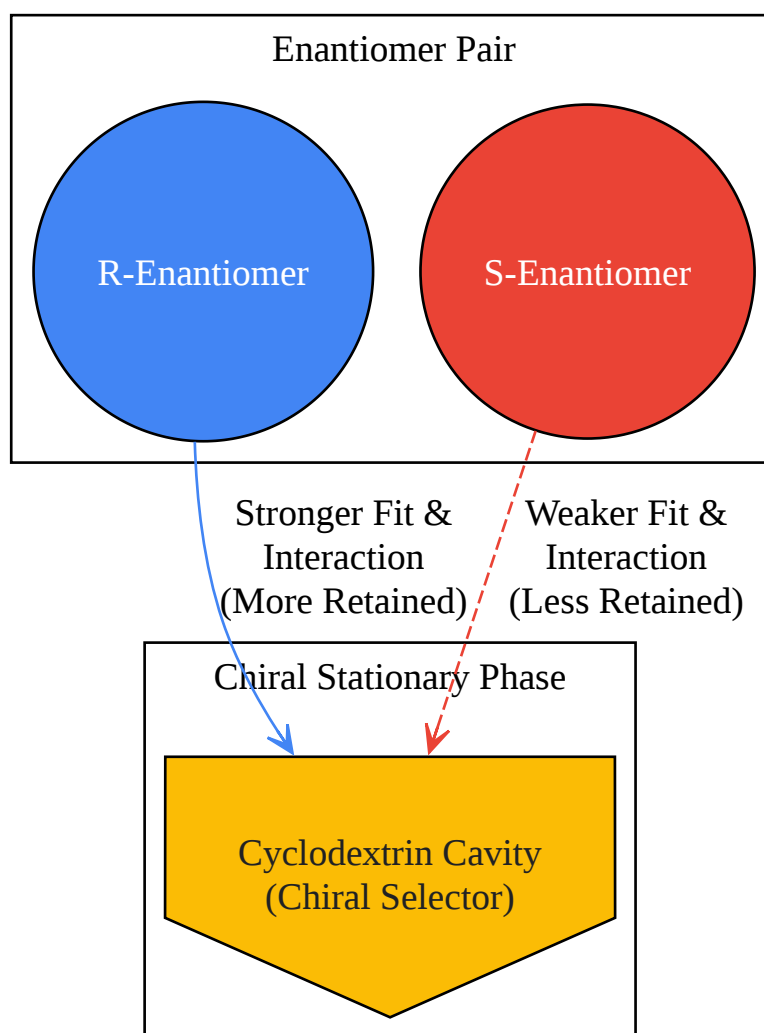 Enantiomer Pair
R-Enantiomer
S-Enantiomer
Stronger Fit &
Interaction
(More Retained)
Weaker Fit &
Interaction
(Less Retained)
Chiral Stationary Phase
Cyclodextrin Cavity
(Chiral Selector)